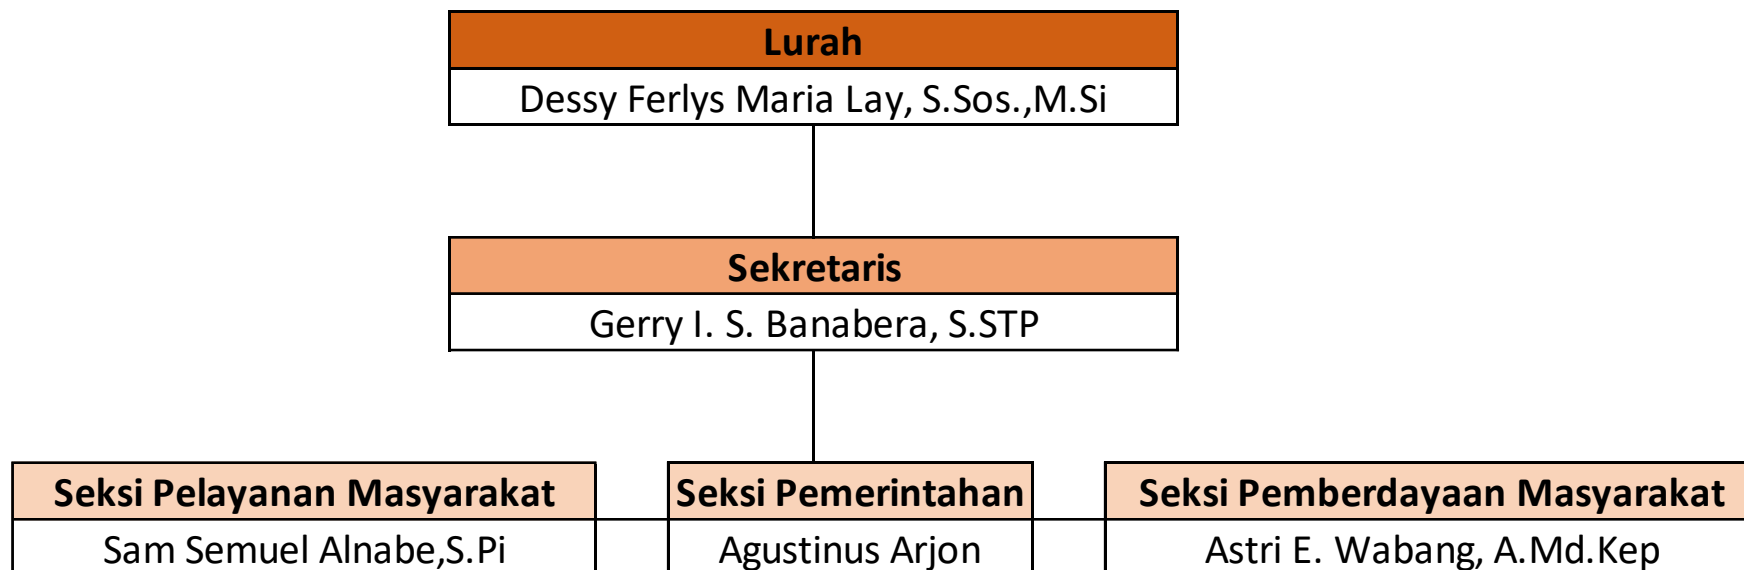 Lurah
Dessy Ferlys Maria Lay, S.Sos.,M.Si
Sekretaris
Gerry I. S. Banabera, S.STP
Seksi Pelayanan Masyarakat
Sam Semuel Alnabe,S.Pi
Seksi Pemerintahan
Agustinus Arjon
Seksi Pemberdayaan Masyarakat
Astri E. Wabang, A.Md.Kep